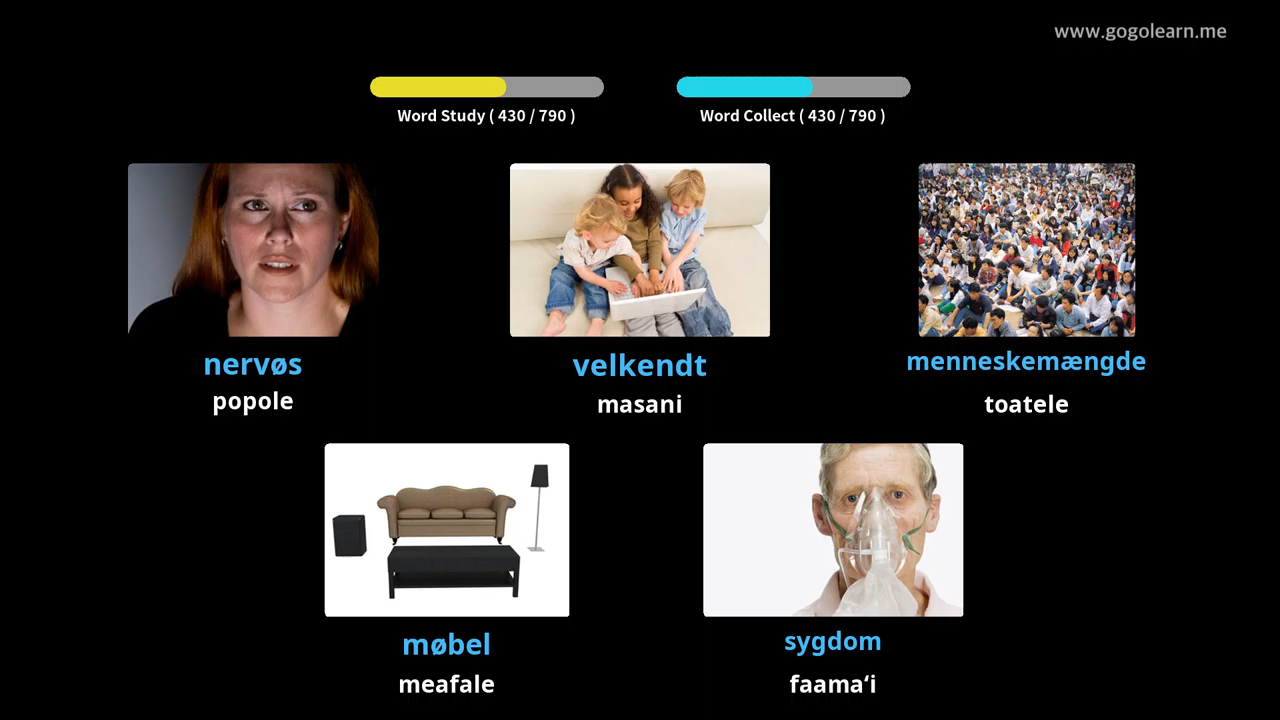 www.gogolearn.me
Word Study ( 430 / 790 )
Word Collect ( 430 / 790 )
nervøs
popole
velkendt
masani
menneskemængde
toatele
møbel
meafale
sygdom
faama‘i